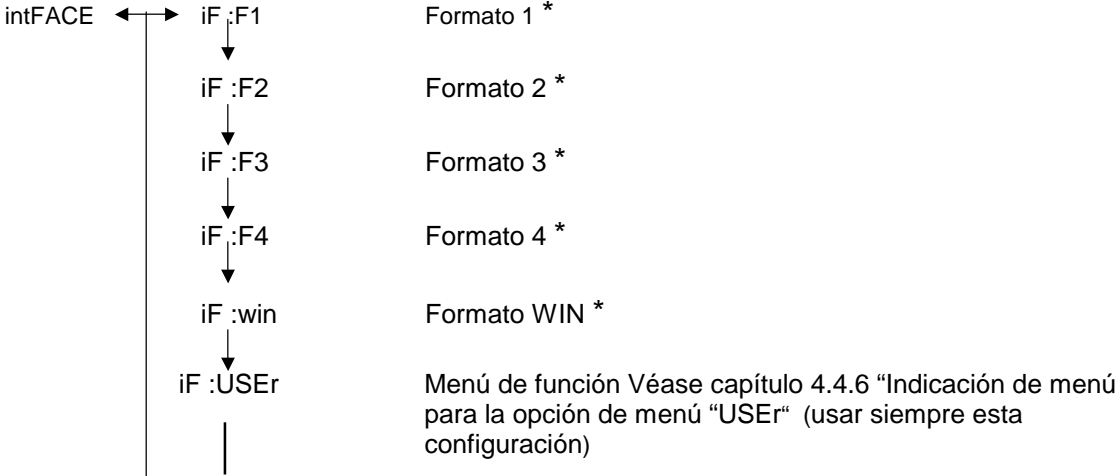 intFACE iF :F1 Formato 1 *
iF :F2 Formato 2 *
iF :F3 Formato 3 *
iF :F4 Formato 4 *
iF :win Formato WIN *
iF :USEr Menú de función Véase capítulo 4.4.6 “Indicación de menú
para la opción de menú “USEr“ (usar siempre esta
configuración)